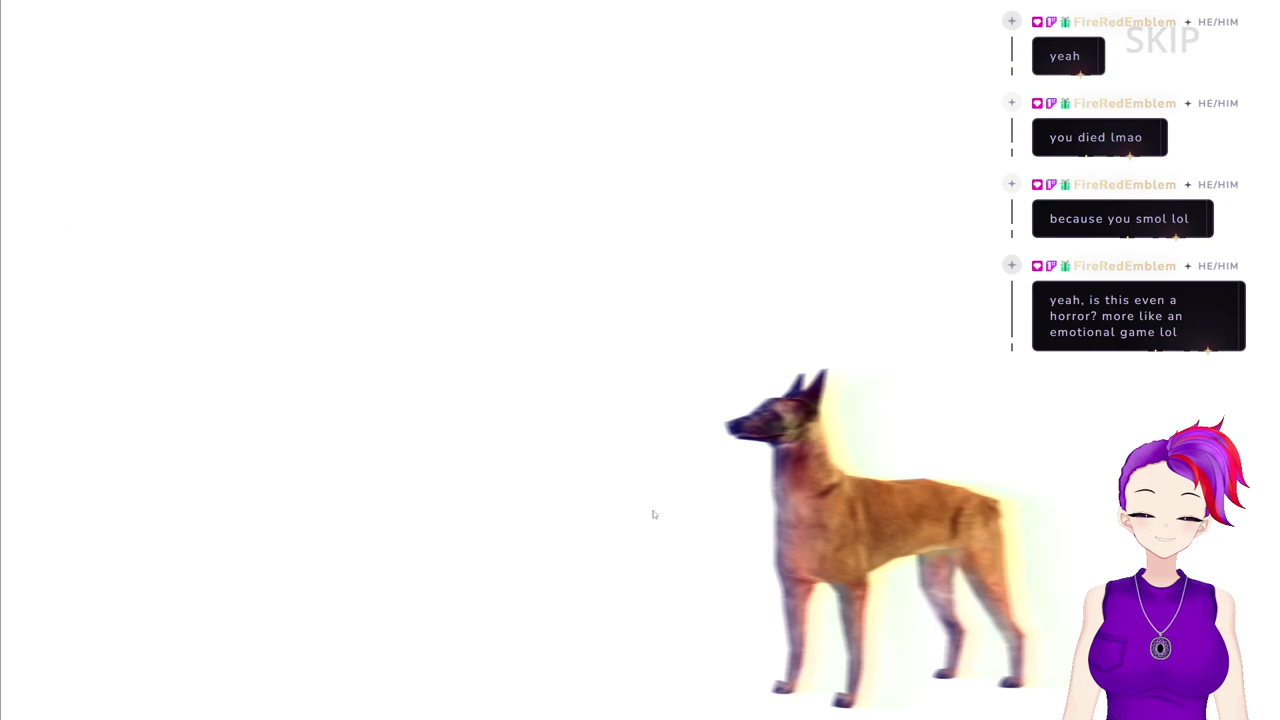 FireRedEmblem HE/HIM
SKIP
yeah
FireRedEmblem HE/HIM
you died lmao
FireRedEmblem HE/HIM
because you smol lol
FireRedEmblem HE/HIM
yeah, is this even a
horror? more like an
emotional game lol